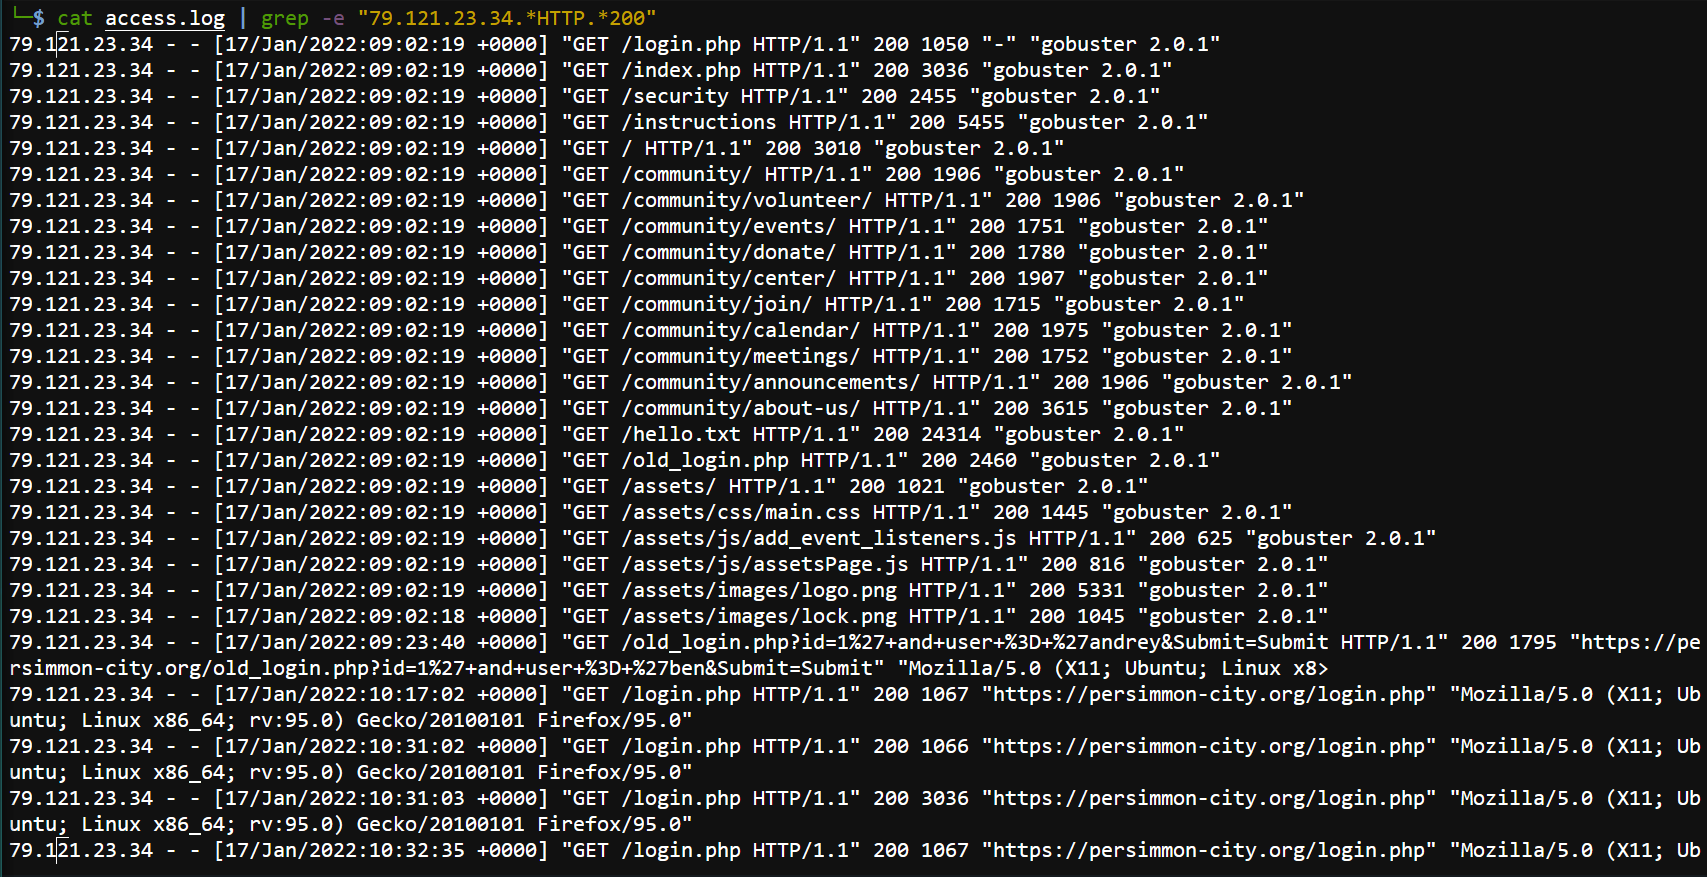 └─$ cat access.log | grep -e "79.121.23.34.*HTTP.*200"
79.121.23.34 - - [17/Jan/2022:09:02:19 +0000] "GET /login.php HTTP/1.1" 200 1050 "-" "gobuster 2.0.1"
79.121.23.34 - - [17/Jan/2022:09:02:19 +0000] "GET /index.php HTTP/1.1" 200 3036 "gobuster 2.0.1"
79.121.23.34 - - [17/Jan/2022:09:02:19 +0000] "GET /security HTTP/1.1" 200 2455 "gobuster 2.0.1"
79.121.23.34 - - [17/Jan/2022:09:02:19 +0000] "GET /instructions HTTP/1.1" 200 5455 "gobuster 2.0.1"
79.121.23.34 - - [17/Jan/2022:09:02:19 +0000] "GET / HTTP/1.1" 200 3010 "gobuster 2.0.1"
79.121.23.34 - - [17/Jan/2022:09:02:19 +0000] "GET /community/ HTTP/1.1" 200 1906 "gobuster 2.0.1"
79.121.23.34 - - [17/Jan/2022:09:02:19 +0000] "GET /community/volunteer/ HTTP/1.1" 200 1906 "gobuster 2.0.1"
79.121.23.34 - - [17/Jan/2022:09:02:19 +0000] "GET /community/events/ HTTP/1.1" 200 1751 "gobuster 2.0.1"
79.121.23.34 - - [17/Jan/2022:09:02:19 +0000] "GET /community/donate/ HTTP/1.1" 200 1780 "gobuster 2.0.1"
79.121.23.34 - - [17/Jan/2022:09:02:19 +0000] "GET /community/center/ HTTP/1.1" 200 1907 "gobuster 2.0.1"
79.121.23.34 - - [17/Jan/2022:09:02:19 +0000] "GET /community/join/ HTTP/1.1" 200 1715 "gobuster 2.0.1"
79.121.23.34 - - [17/Jan/2022:09:02:19 +0000] "GET /community/calendar/ HTTP/1.1" 200 1975 "gobuster 2.0.1"
79.121.23.34 - - [17/Jan/2022:09:02:19 +0000] "GET /community/meetings/ HTTP/1.1" 200 1752 "gobuster 2.0.1"
79.121.23.34 - - [17/Jan/2022:09:02:19 +0000] "GET /community/announcements/ HTTP/1.1" 200 1906 "gobuster 2.0.1"
79.121.23.34 - - [17/Jan/2022:09:02:19 +0000] "GET /community/about-us/ HTTP/1.1" 200 3615 "gobuster 2.0.1"
79.121.23.34 - - [17/Jan/2022:09:02:19 +0000] "GET /hello.txt HTTP/1.1" 200 24314 "gobuster 2.0.1"
79.121.23.34 - - [17/Jan/2022:09:02:19 +0000] "GET /old_login.php HTTP/1.1" 200 2460 "gobuster 2.0.1"
79.121.23.34 - - [17/Jan/2022:09:02:19 +0000] "GET /assets/ HTTP/1.1" 200 1021 "gobuster 2.0.1"
79.121.23.34 - - [17/Jan/2022:09:02:19 +0000] "GET /assets/css/main.css HTTP/1.1" 200 1445 "gobuster 2.0.1"
79.121.23.34 - - [17/Jan/2022:09:02:19 +0000] "GET /assets/js/add_event_listeners.js HTTP/1.1" 200 625 "gobuster 2.0.1"
79.121.23.34 - - [17/Jan/2022:09:02:19 +0000] "GET /assets/js/assetsPage.js HTTP/1.1" 200 816 "gobuster 2.0.1"
79.121.23.34 - - [17/Jan/2022:09:02:19 +0000] "GET /assets/images/logo.png HTTP/1.1" 200 5331 "gobuster 2.0.1"
79.121.23.34 - - [17/Jan/2022:09:02:18 +0000] "GET /assets/images/lock.png HTTP/1.1" 200 1045 "gobuster 2.0.1"
79.121.23.34 - - [17/Jan/2022:09:23:40 +0000] "GET /old_login.php?id=1%27+and+user+%3D+%27andrey&Submit=Submit HTTP/1.1" 200 1795 "https://pe
rsimmon-city.org/old_login.php?id=1%27+and+user+%3D+%27ben&Submit=Submit" "Mozilla/5.0 (X11; Ubuntu; Linux x8>
79.121.23.34 - - [17/Jan/2022:10:17:02 +0000] "GET /login.php HTTP/1.1" 200 1067 "https://persimmon-city.org/login.php" "Mozilla/5.0 (X11; Ub
untu; Linux x86_64; rv:95.0) Gecko/20100101 Firefox/95.0"
79.121.23.34 - - [17/Jan/2022:10:31:02 +0000] "GET /login.php HTTP/1.1" 200 1066 "https://persimmon-city.org/login.php" "Mozilla/5.0 (X11; Ub
untu; Linux x86_64; rv:95.0) Gecko/20100101 Firefox/95.0"
79.121.23.34 - - [17/Jan/2022:10:31:03 +0000] "GET /login.php HTTP/1.1" 200 3036 "https://persimmon-city.org/login.php" "Mozilla/5.0 (X11; Ub
untu; Linux x86_64; rv:95.0) Gecko/20100101 Firefox/95.0"
79.121.23.34 - - [17/Jan/2022:10:32:35 +0000] "GET /login.php HTTP/1.1" 200 1067 "https://persimmon-city.org/login.php" "Mozilla/5.0 (X11; Ub